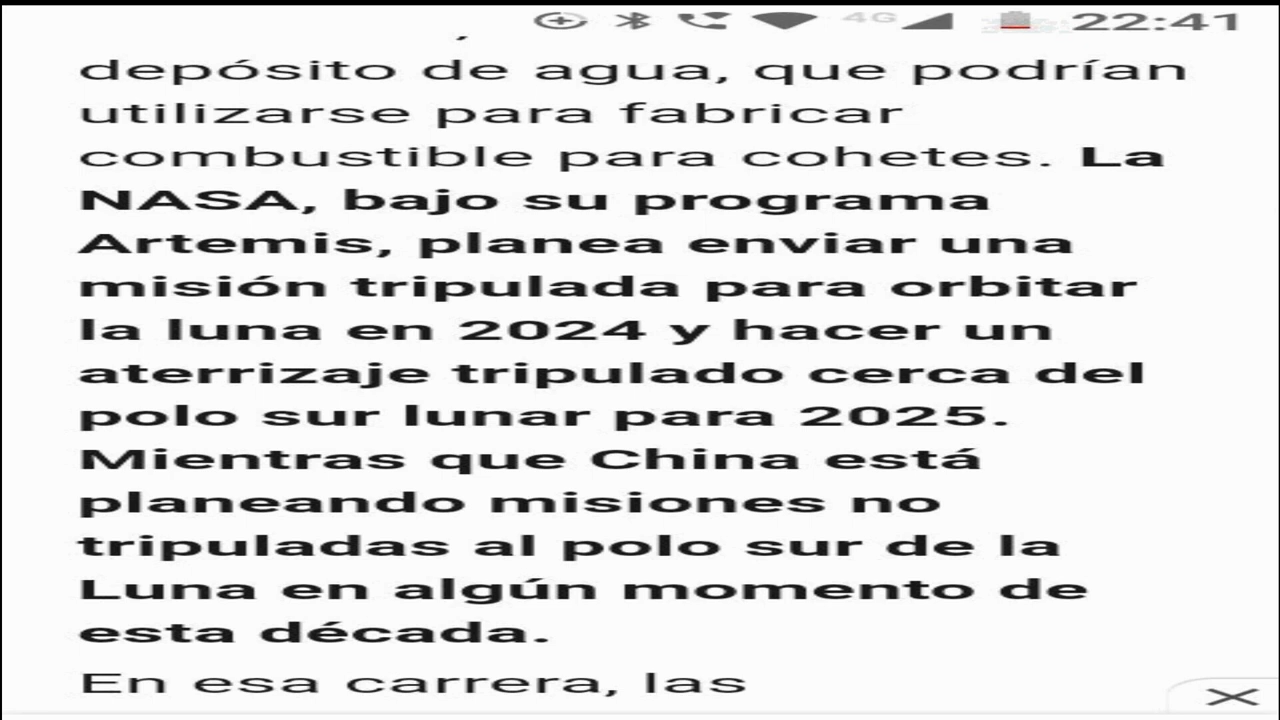 4G 22:41
depósito de agua, que podrían
utilizarse para fabricar
combustible para cohetes. La
NASA, bajo su programa
Artemis, planea enviar una
misión tripulada para orbitar
la luna en 2024 y hacer un
aterrizaje tripulado cerca del
polo sur lunar para 2025.
Mientras que China está
planeando misiones no
tripuladas al polo sur de la
Luna en algún momento de
esta década.
En esa carrera, las